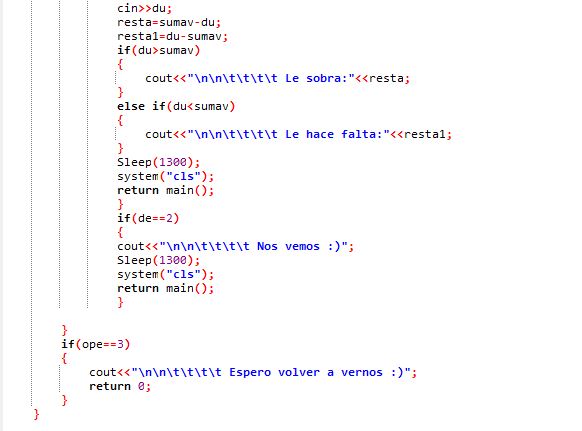 cin>>du;
resta=sumav-du;
resta1=du-sumav;
if(du>sumav)
{
cout<<"\n\n\t\t\t\t Le sobra:"<<resta;
}
else if(du<sumav)
{
cout<<"\n\n\t\t\t\t Le hace falta:"<<resta1;
}
Sleep(1300);
system("cls");
return main();
}
if(de==2)
{
cout<<"\n\n\t\t\t\t Nos vemos :)";
Sleep(1300);
system("cls");
return main();
}
}
if(ope==3)
{
cout<<"\n\n\t\t\t\t Espero volver a vernos :)";
return 0;
}
}